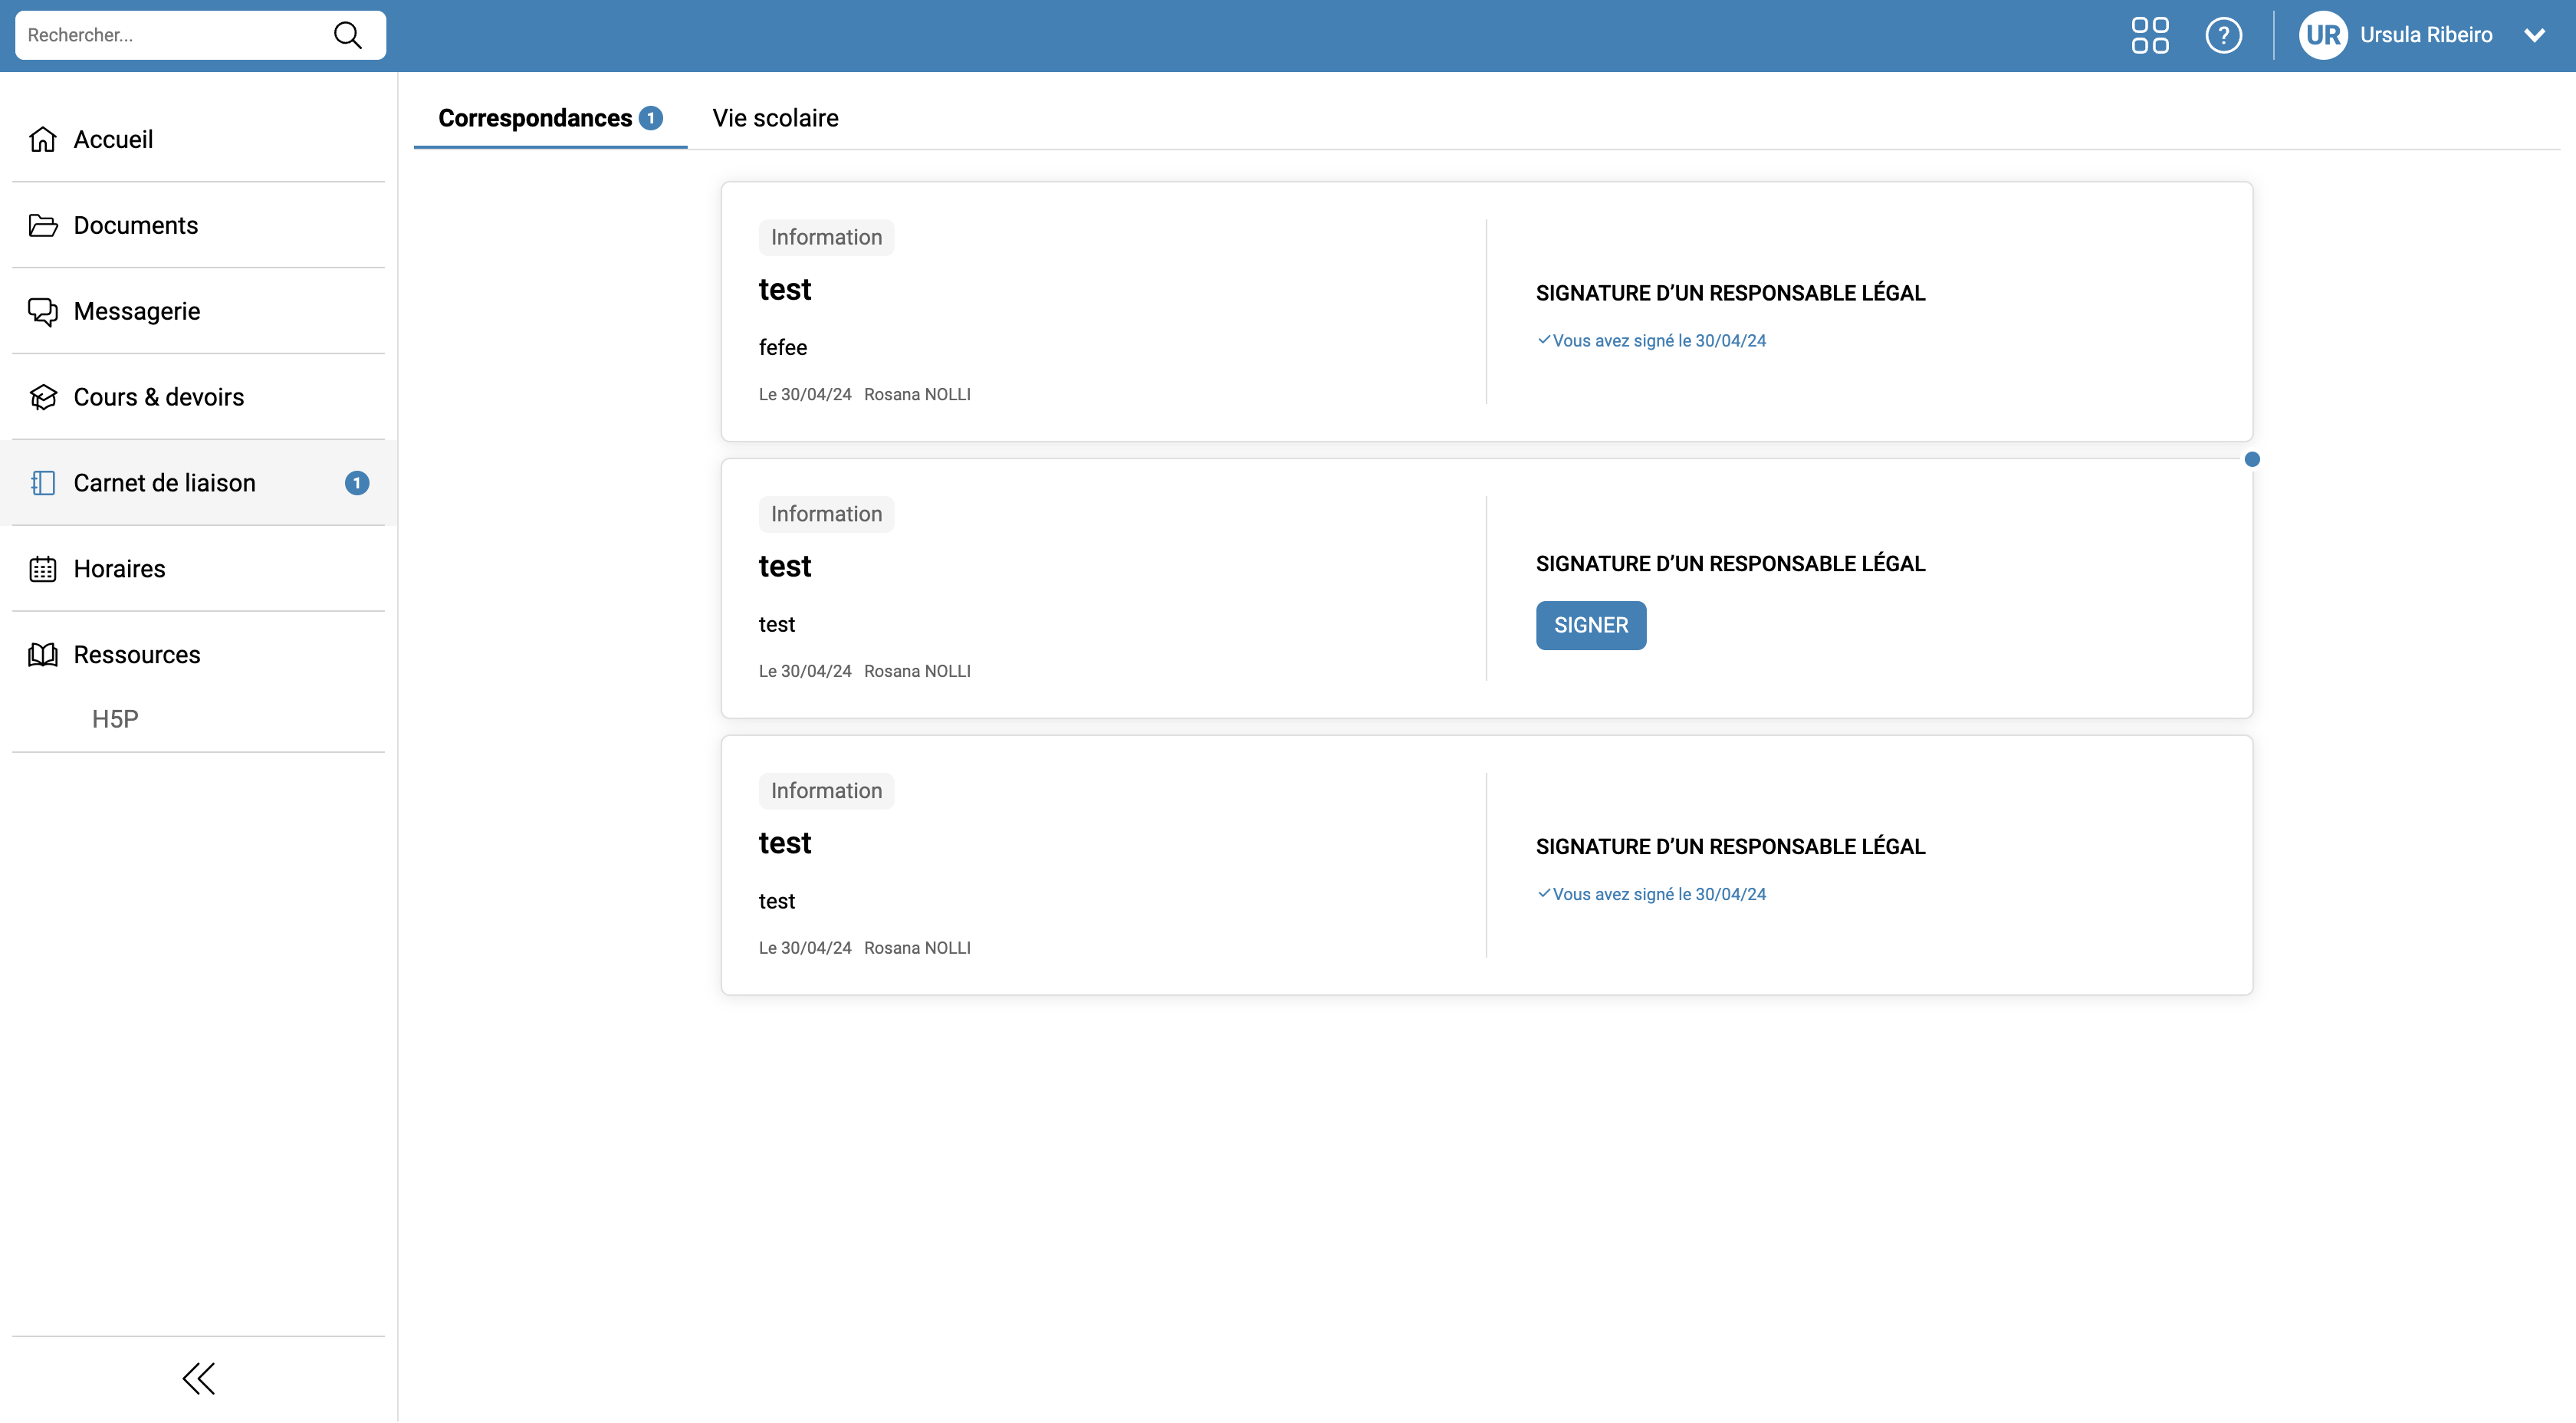 Rechercher...
? UR Ursula Ribeiro
Accueil
Documents
Messagerie
Cours & devoirs
Carnet de liaison 1
Horaires
Ressources
H5P
Correspondances 1 Vie scolaire
Information
test
fefee
Le 30/04/24 Rosana NOLLI
SIGNATURE D’UN RESPONSABLE LÉGAL
Vous avez signé le 30/04/24
Information
test
test
Le 30/04/24 Rosana NOLLI
SIGNATURE D’UN RESPONSABLE LÉGAL
SIGNER
Information
test
test
Le 30/04/24 Rosana NOLLI
SIGNATURE D’UN RESPONSABLE LÉGAL
Vous avez signé le 30/04/24